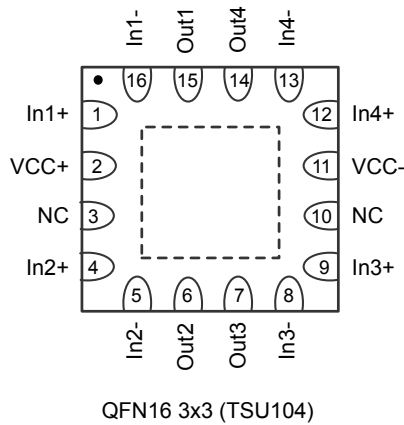 In1-
Out1
Out4
In4-
16
15
14
13
In1+
1
12
In4+
VCC+
2
11
VCC-
NC
3
10
NC
In2+
4
9
In3+
5
6
7
8
In2-
Out2
Out3
In3-
QFN16 3x3 (TSU104)